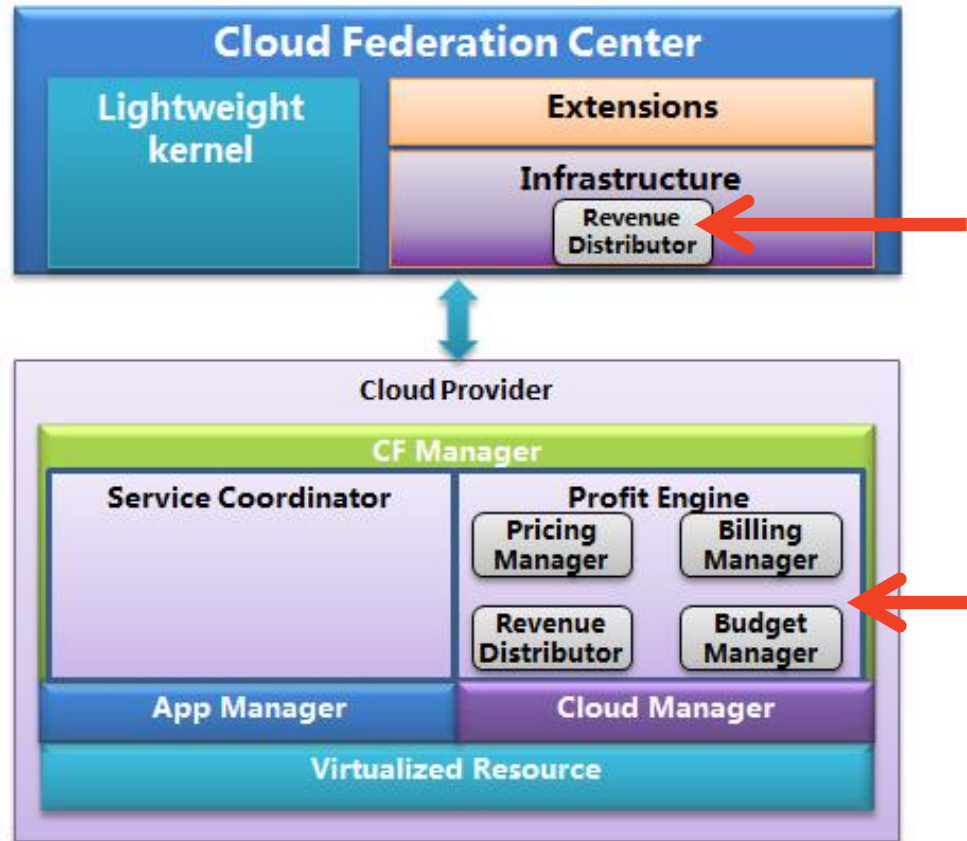 Cloud Federation Center
Lightweight
kernel
Extensions
Infrastructure
Revenue
Distributor
Cloud Provider
CF Manager
Service Coordinator
Profit Engine
Pricing
Manager
Billing
Manager
Revenue
Distributor
Budget
Manager
App Manager
Cloud Manager
Virtualized Resource